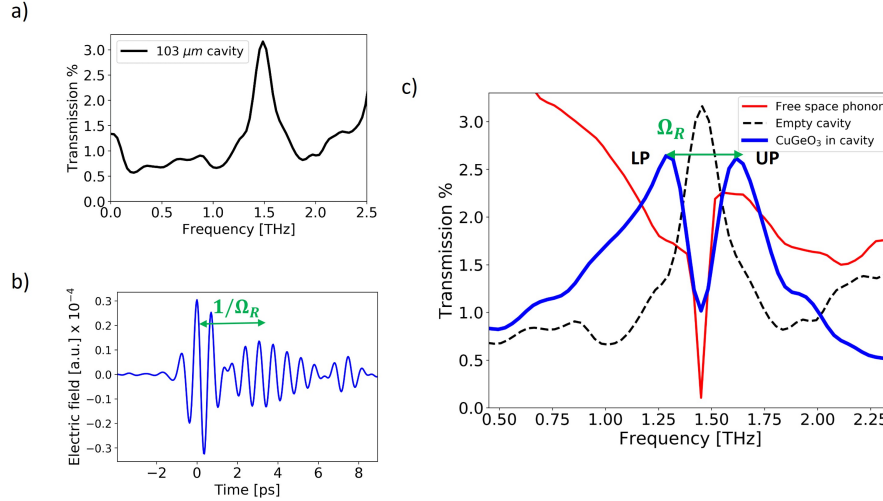 a)
103 μm cavity
Transmission %
3.0
2.5
2.0
1.5
1.0
0.5
0.0
0.0 0.5 1.0 1.5 2.0 2.5
Frequency [THz]
b)
1/Ω_R
Electric field [a.u.] x 10⁻⁴
0.3
0.2
0.1
0.0
-0.1
-0.2
-0.3
−2 0 2 4 6 8
Time [ps]
c)
Free space phonon
Empty cavity
CuGeO₃ in cavity
Ω_R
LP UP
Transmission %
3.0
2.5
2.0
1.5
1.0
0.5
0.0
0.50 0.75 1.00 1.25 1.50 1.75 2.00 2.25
Frequency [THz]